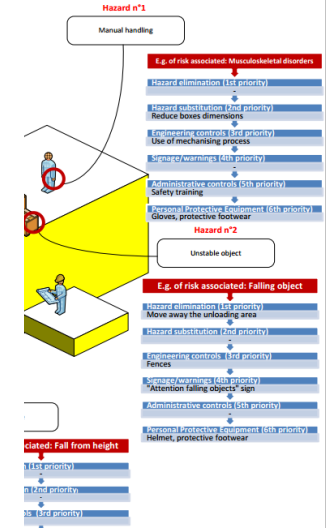 Hazard n°1
Manual handling
E.g. of risk associated: Musculoskeletal disorders
Hazard elimination (1st priority)
-
Hazard substitution (2nd priority)
Reduce boxes dimensions
Engineering controls (3rd priority)
Use of mechanising process
Signage/warnings (4th priority)
-
Administrative controls (5th priority)
Safety training
Personal Protective Equipment (6th priority)
Gloves, protective footwear
Hazard n°2
Unstable object
E.g. of risk associated: Falling object
Hazard elimination (1st priority)
Move away the unloading area
Hazard substitution (2nd priority)
-
Engineering controls (3rd priority)
Fences
Signage/warnings (4th priority)
"Attention falling objects" sign
Administrative controls (5th priority)
-
Personal Protective Equipment (6th priority)
Helmet, protective footwear
ociated: Fall from height
(1st priority)
-
(2nd priority)
-
(3rd priority)